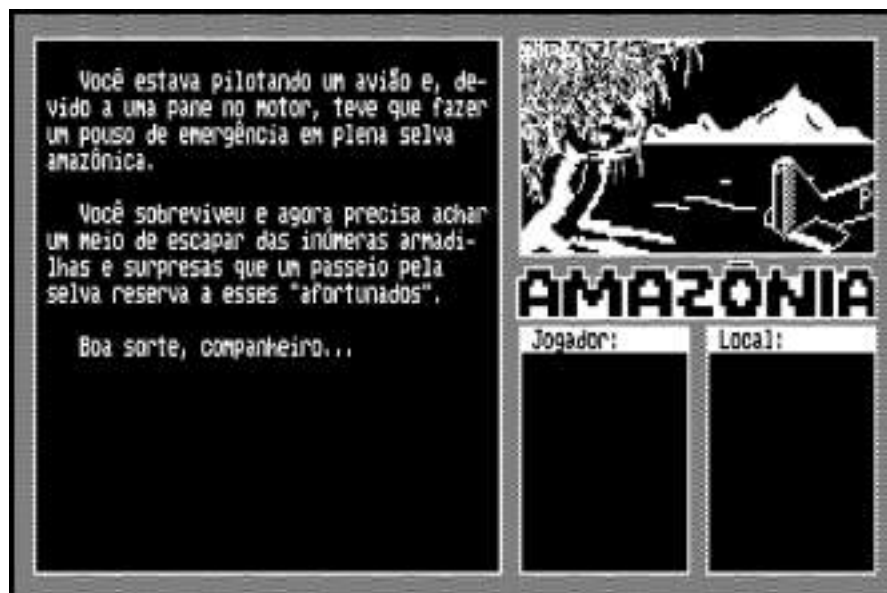 Você estava pilotando um avião e, de-
vido a uma pane no motor, teve que fazer
um pouso de emergência em plena selva
amazônica.
Você sobreviveu e agora precisa achar
um meio de escapar das inúmeras armadi-
lhas e surpresas que um passeio pela
selva reserva a esses "afortunados".
Boa sorte, companheiro...
P
AMAZÔNIA
Jogador:
Local: